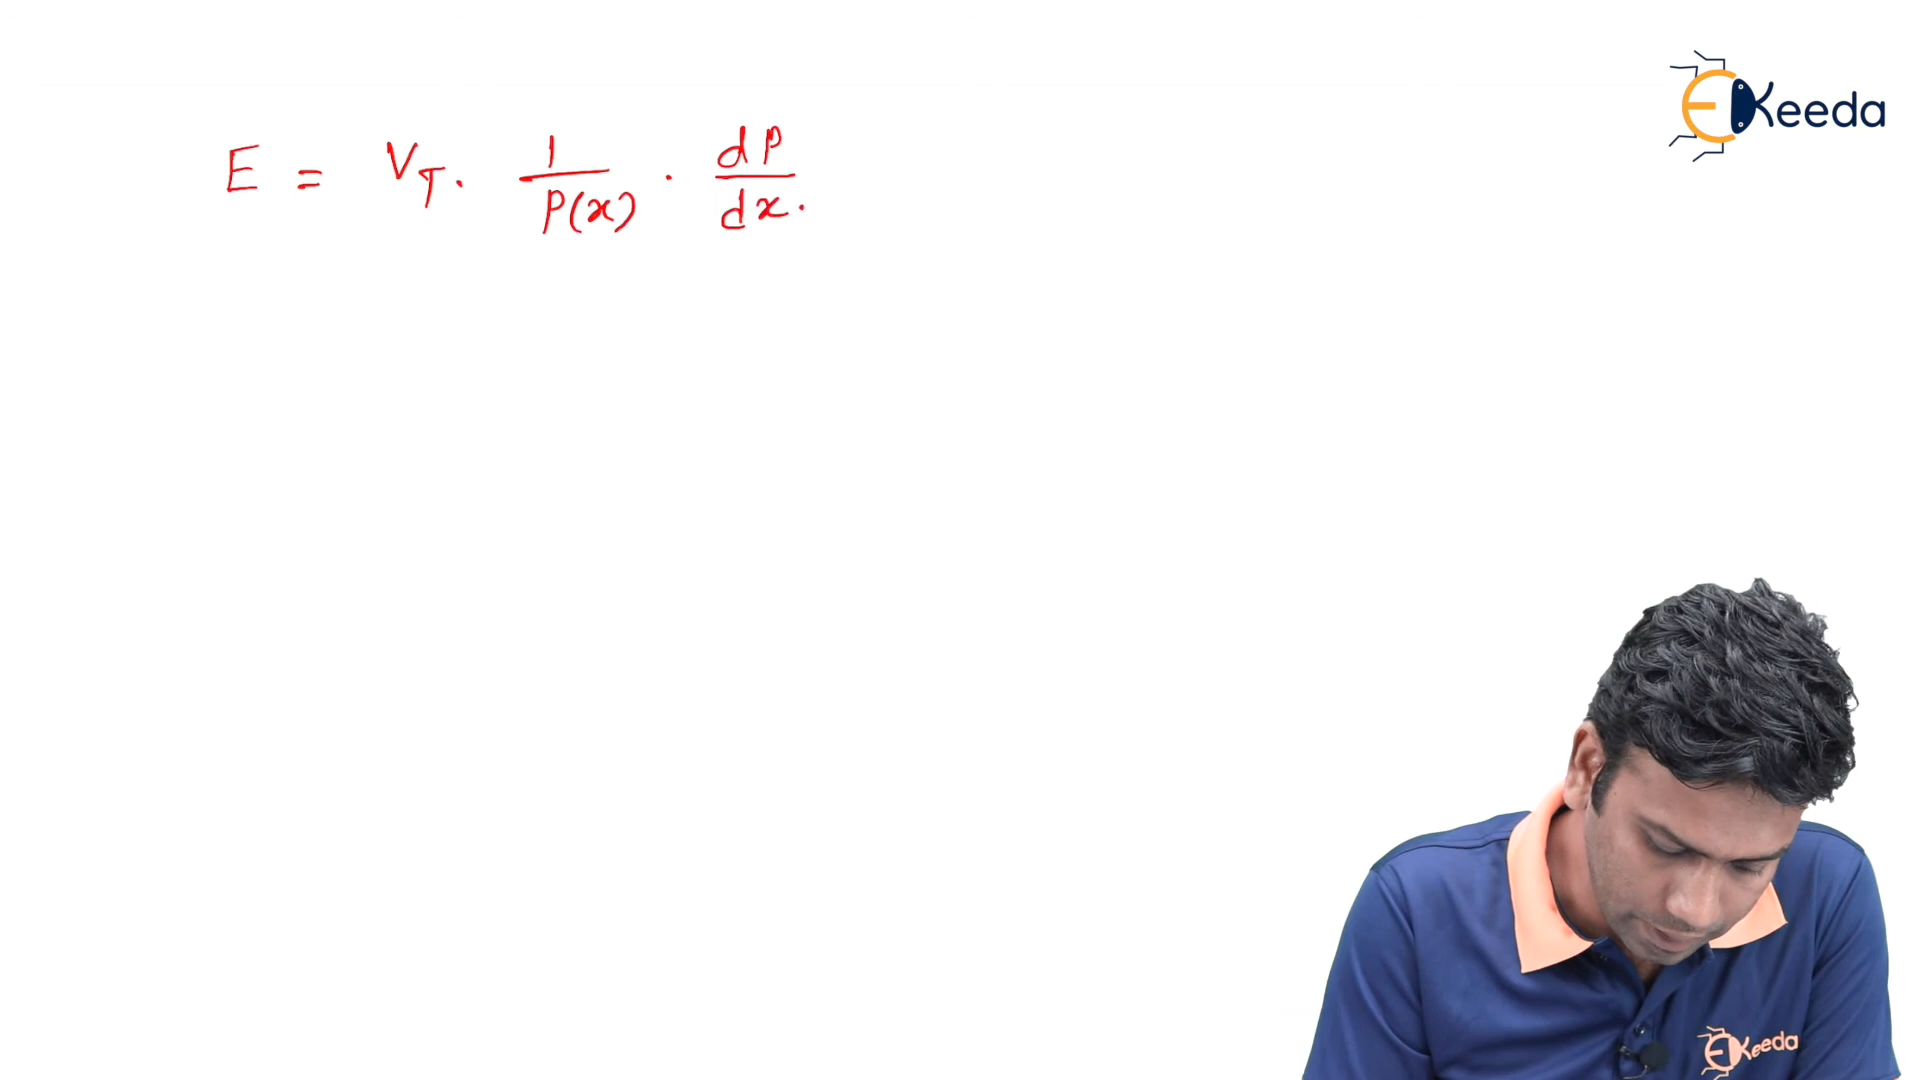 EKeeda
E = V_T . 1/P(x) . dP/dx.
EKeeda